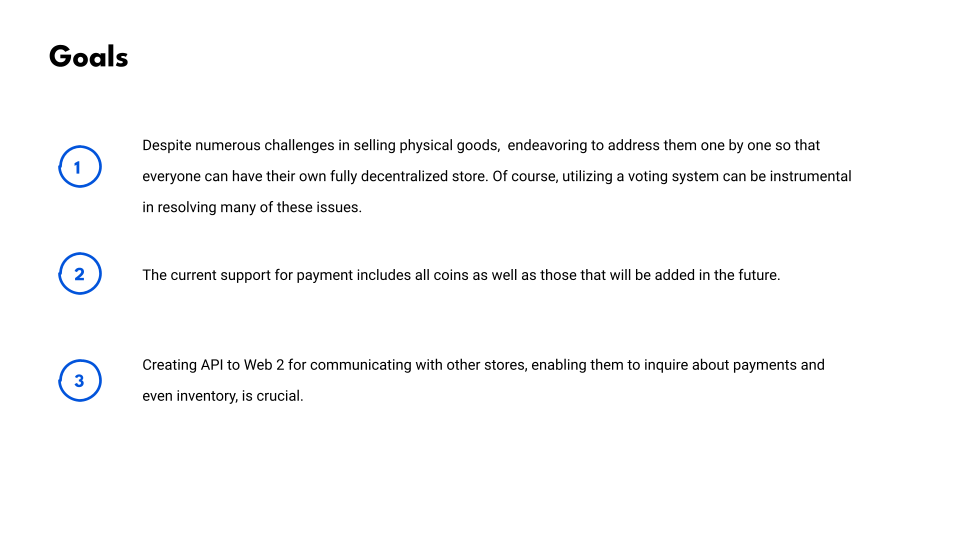 Goals
1
Despite numerous challenges in selling physical goods,  endeavoring to address them one by one so that
everyone can have their own fully decentralized store. Of course, utilizing a voting system can be instrumental
in resolving many of these issues.
2
The current support for payment includes all coins as well as those that will be added in the future.
3
Creating API to Web 2 for communicating with other stores, enabling them to inquire about payments and
even inventory, is crucial.